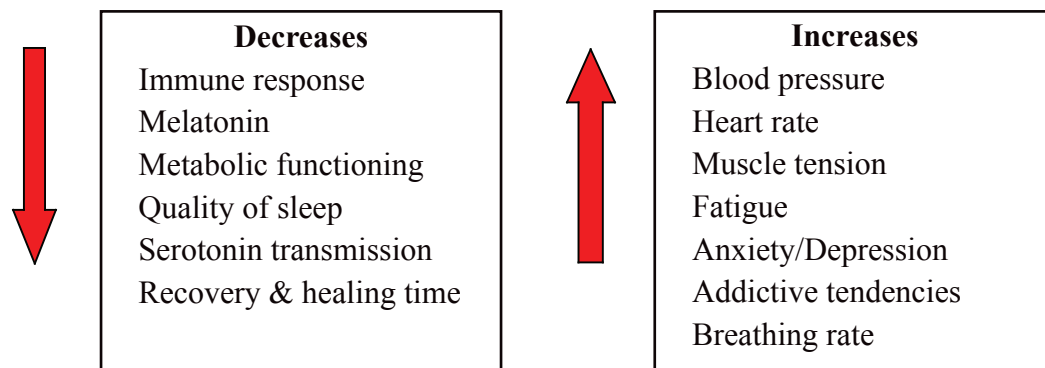 Decreases
Immune response
Melatonin
Metabolic functioning
Quality of sleep
Serotonin transmission
Recovery & healing time
Increases
Blood pressure
Heart rate
Muscle tension
Fatigue
Anxiety/Depression
Addictive tendencies
Breathing rate